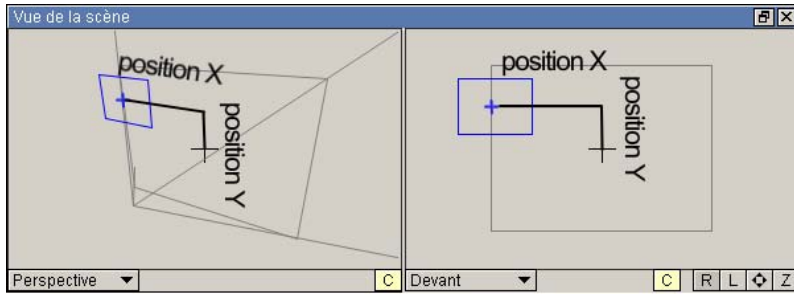 Vue de la scène
position X
position Y
position X
position Y
Perspective
C
Devant
C
R
L
Z